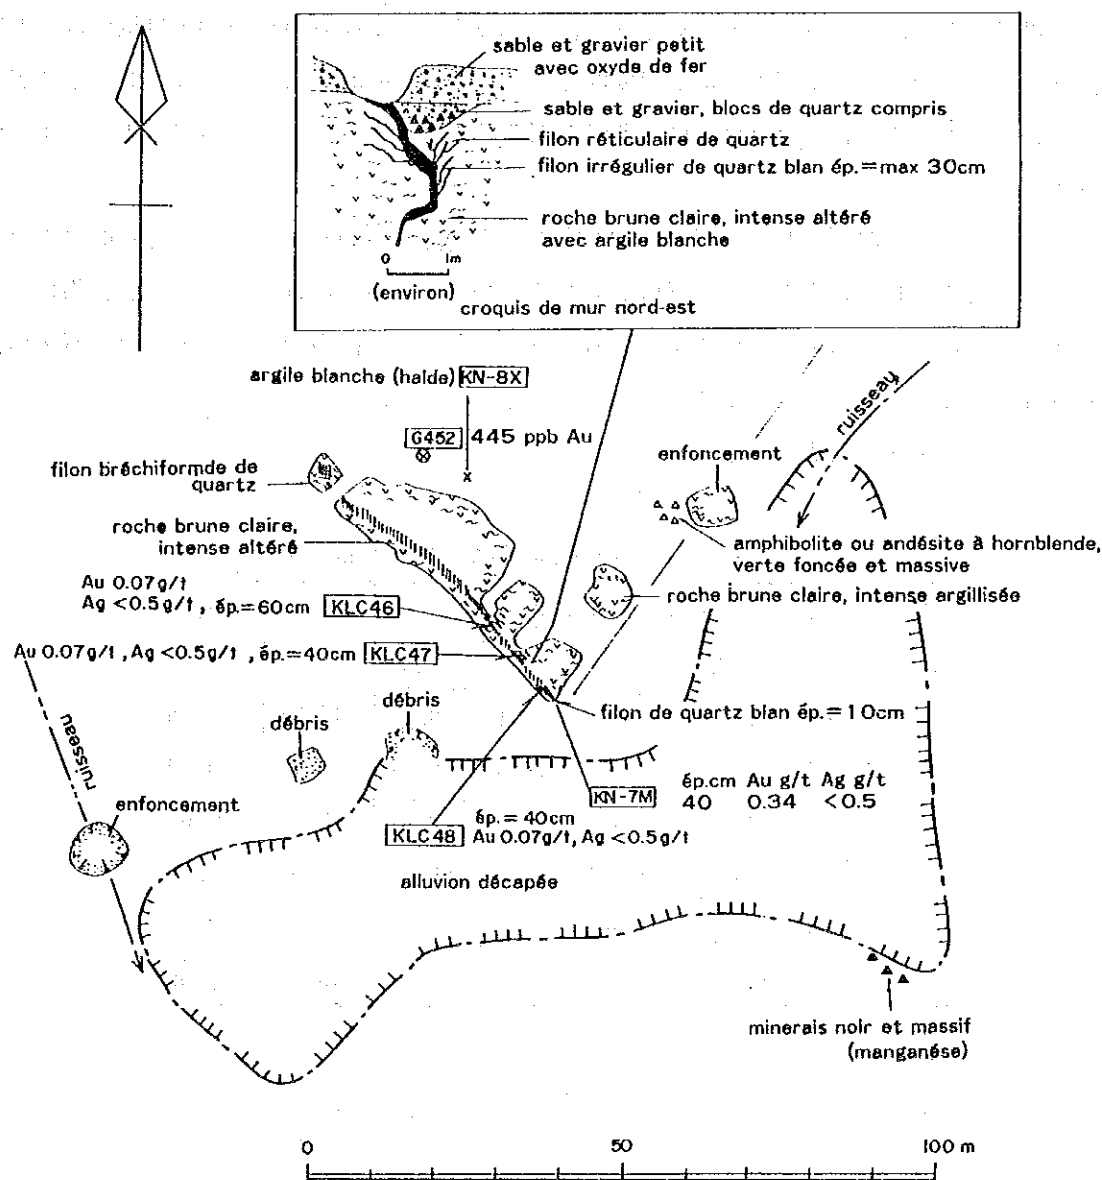 sable et gravier petit
avec oxyde de fer
sable et gravier, blocs de quartz compris
filon réticulaire de quartz
filon irrégulier de quartz blan ép.=max 30cm
roche brune claire, intense altéré
avec argile blanche
0 1m
(environ)
croquis de mur nord-est
argile blanche (halde) KN-8X
G452 445 ppb Au
ruisseau
enfoncement
filon bréchiformde de
quartz
roche brune claire,
intense altéré
amphibolite ou andésite à hornblende,
verte foncée et massive
roche brune claire, intense argillisée
Au 0.07g/t
Ag <0.5g/t, ép.=60cm KLC46
Au 0.07g/t, Ag <0.5g/t, ép.=40cm KLC47
débris
débris
filon de quartz blan ép.=10cm
ruisseau
enfoncement
KN-7M
ép.cm Au g/t Ag g/t
40 0.34 <0.5
ép.=40cm
KLC48 Au 0.07g/t, Ag <0.5g/t
alluvion décapée
minerais noir et massif
(manganése)
0 50 100 m